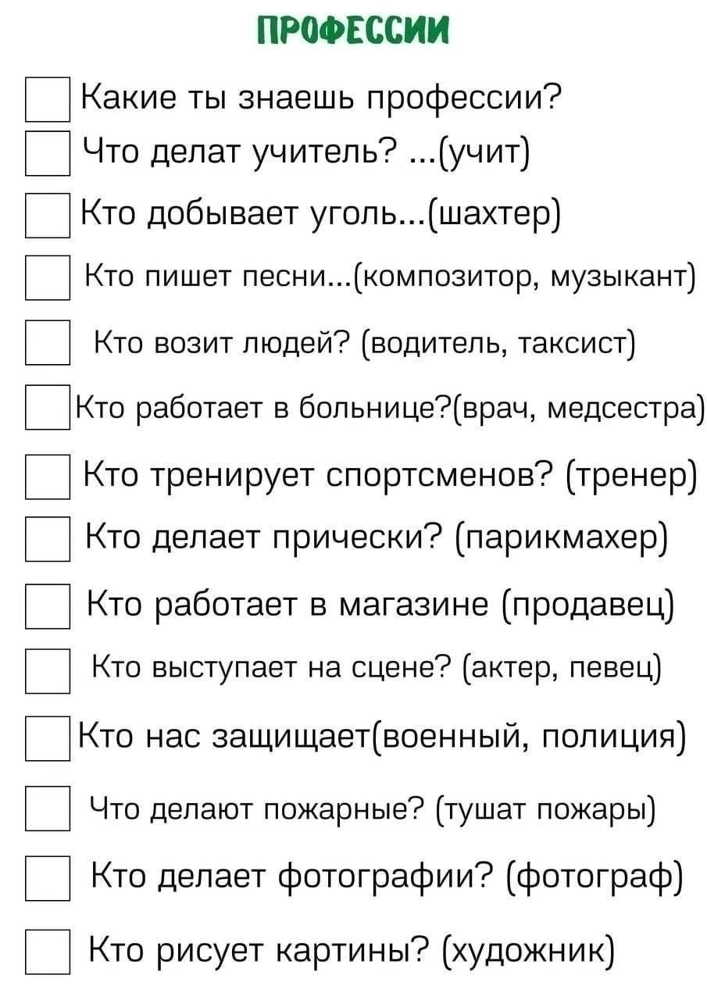 ПРОФЕССИИ
Какие ты знаешь профессии?
Что делат учитель? ...(учит)
Кто добывает уголь...(шахтер)
Кто пишет песни...(композитор, музыкант)
Кто возит людей? (водитель, таксист)
Кто работает в больнице?(врач, медсестра)
Кто тренирует спортсменов? (тренер)
Кто делает прически? (парикмахер)
Кто работает в магазине (продавец)
Кто выступает на сцене? (актер, певец)
Кто нас защищает(военный, полиция)
Что делают пожарные? (тушат пожары)
Кто делает фотографии? (фотограф)
Кто рисует картины? (художник)